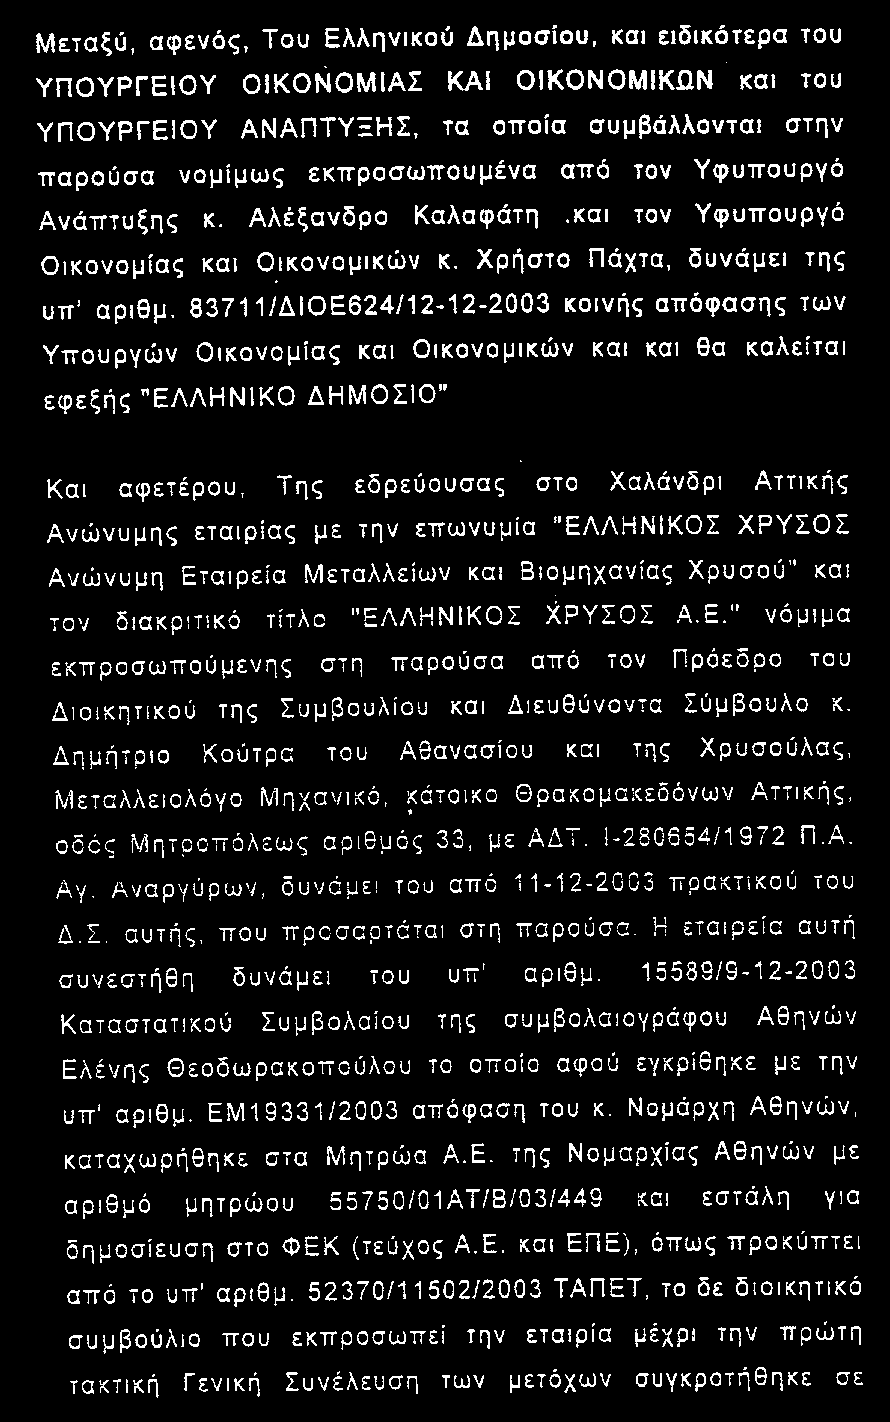 Μεταξύ, αφενός, Του Ελληνικού Δημοσίου, και ειδικότερα του
ΥΠΟΥΡΓΕΙΟΥ ΟΙΚΟΝΟΜΙΑΣ ΚΑΙ ΟΙΚΟΝΟΜΙΚΩΝ και του
ΥΠΟΥΡΓΕΙΟΥ ΑΝΑΠΤΥΞΗΣ, τα οποία συμβάλλονται στην
παρούσα νομίμως εκπροσωπουμένα από τον Υφυπουργό
Ανάπτυξης κ. Αλέξανδρο Καλαφάτη .και τον Υφυπουργό
Οικονομίας και Οικονομικών κ. Χρήστο Πάχτα, δυνάμει της
υπ' αριθμ. 83711/ΔΙΟΕ624/12-12-2003 κοινής απόφασης των
Υπουργών Οικονομίας και Οικονομικών και και θα καλείται
εφεξής "ΕΛΛΗΝΙΚΟ ΔΗΜΟΣΙΟ"
Και αφετέρου, Της εδρεύουσας στο Χαλάνδρι Αττικής
Ανώνυμης εταιρίας με την επωνυμία "ΕΛΛΗΝΙΚΟΣ ΧΡΥΣΟΣ
Ανώνυμη Εταιρεία Μεταλλείων και Βιομηχανίας Χρυσού" και
τον διακριτικό τίτλο "ΕΛΛΗΝΙΚΟΣ ΧΡΥΣΟΣ Α.Ε." νόμιμα
εκπροσωπούμενης στη παρούσα από τον Πρόεδρο του
Διοικητικού της Συμβουλίου και Διευθύνοντα Σύμβουλο κ.
Δημήτριο Κούτρα του Αθανασίου και της Χρυσούλας,
Μεταλλειολόγο Μηχανικό, κάτοικο Θρακομακεδόνων Αττικής,
οδός Μητροπόλεως αριθμός 33, με ΑΔΤ. Ι-280654/1972 Π.Α.
Αγ. Αναργύρων, δυνάμει του από 11-12-2003 πρακτικού του
Δ.Σ. αυτής, που προσαρτάται στη παρούσα. Η εταιρεία αυτή
συνεστήθη δυνάμει του υπ' αριθμ. 15589/9-12-2003
Καταστατικού Συμβολαίου της συμβολαιογράφου Αθηνών
Ελένης Θεοδωρακοπούλου το οποίο αφού εγκρίθηκε με την
υπ' αριθμ. ΕΜ19331/2003 απόφαση του κ. Νομάρχη Αθηνών,
καταχωρήθηκε στα Μητρώα Α.Ε. της Νομαρχίας Αθηνών με
αριθμό μητρώου 55750/01ΑΤ/Β/03/449 και εστάλη για
δημοσίευση στο ΦΕΚ (τεύχος Α.Ε. και ΕΠΕ), όπως προκύπτει
από το υπ' αριθμ. 52370/11502/2003 ΤΑΠΕΤ, το δε διοικητικό
συμβούλιο που εκπροσωπεί την εταιρία μέχρι την πρώτη
τακτική Γενική Συνέλευση των μετόχων συγκροτήθηκε σε